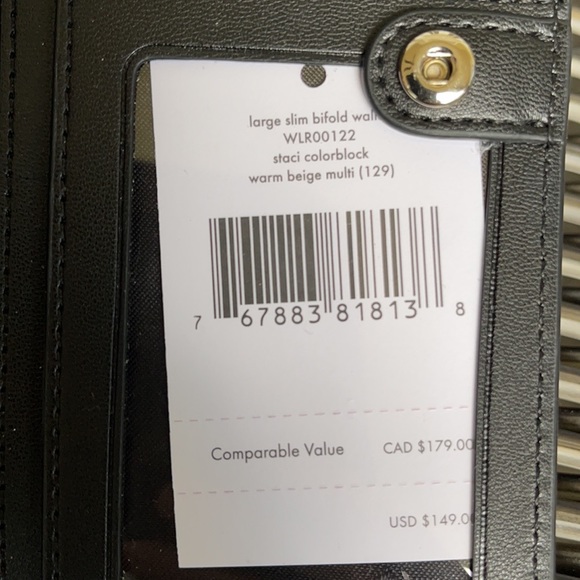 large slim bifold wall
WLR00122
staci colorblock
warm beige multi (129)
7 67883 81813 8
Comparable Value CAD $179.00
USD $149.0